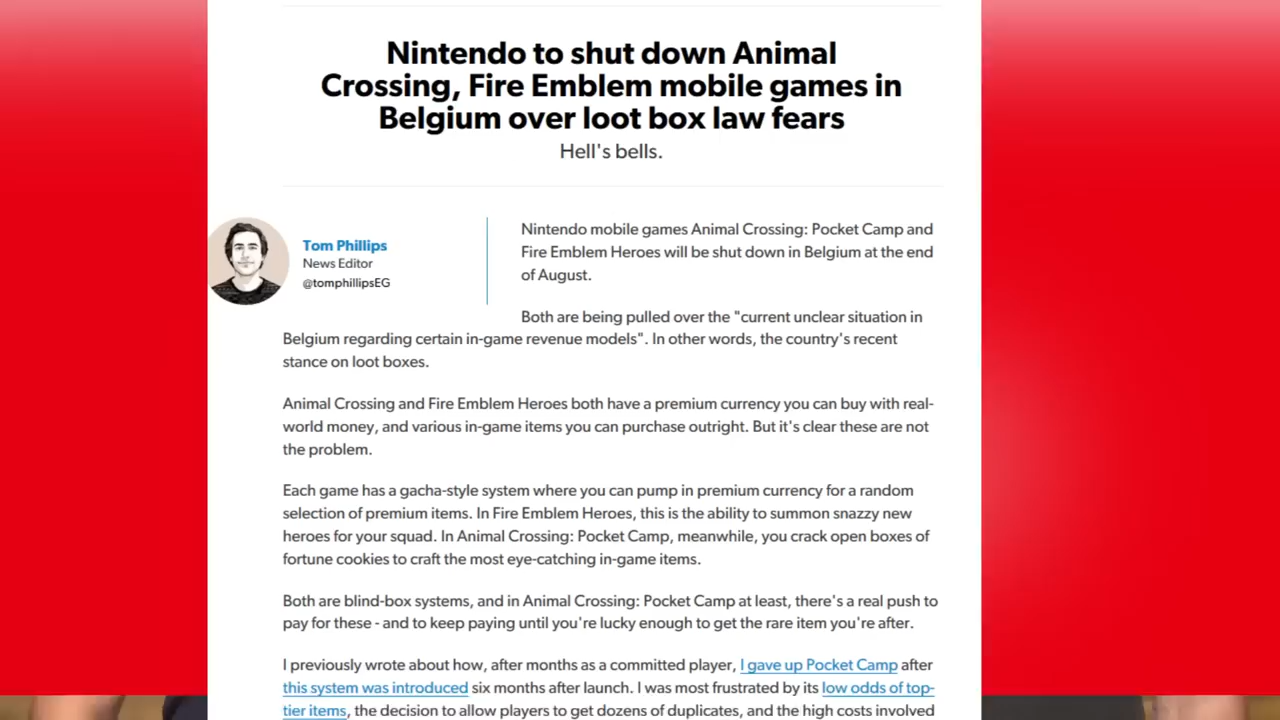 Nintendo to shut down Animal
Crossing, Fire Emblem mobile games in
Belgium over loot box law fears
Hell's bells.
Tom Phillips
News Editor
@tomphillipsEG
Nintendo mobile games Animal Crossing: Pocket Camp and
Fire Emblem Heroes will be shut down in Belgium at the end
of August.
Both are being pulled over the "current unclear situation in
Belgium regarding certain in-game revenue models". In other words, the country's recent
stance on loot boxes.
Animal Crossing and Fire Emblem Heroes both have a premium currency you can buy with real-
world money, and various in-game items you can purchase outright. But it's clear these are not
the problem.
Each game has a gacha-style system where you can pump in premium currency for a random
selection of premium items. In Fire Emblem Heroes, this is the ability to summon snazzy new
heroes for your squad. In Animal Crossing: Pocket Camp, meanwhile, you crack open boxes of
fortune cookies to craft the most eye-catching in-game items.
Both are blind-box systems, and in Animal Crossing: Pocket Camp at least, there's a real push to
pay for these - and to keep paying until you're lucky enough to get the rare item you're after.
I previously wrote about how, after months as a committed player, I gave up Pocket Camp after
this system was introduced six months after launch. I was most frustrated by its low odds of top-
tier items, the decision to allow players to get dozens of duplicates, and the high costs involved